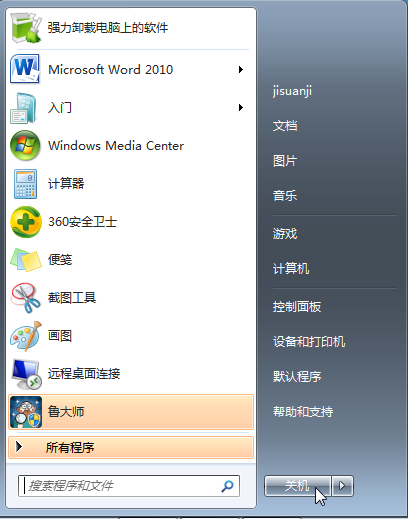 强力卸载电脑上的软件
Microsoft Word 2010
入门
Windows Media Center
计算器
360安全卫士
便笺
截图工具
画图
远程桌面连接
鲁大师
所有程序
搜索程序和文件
jisuanji
文档
图片
音乐
游戏
计算机
控制面板
设备和打印机
默认程序
帮助和支持
关机